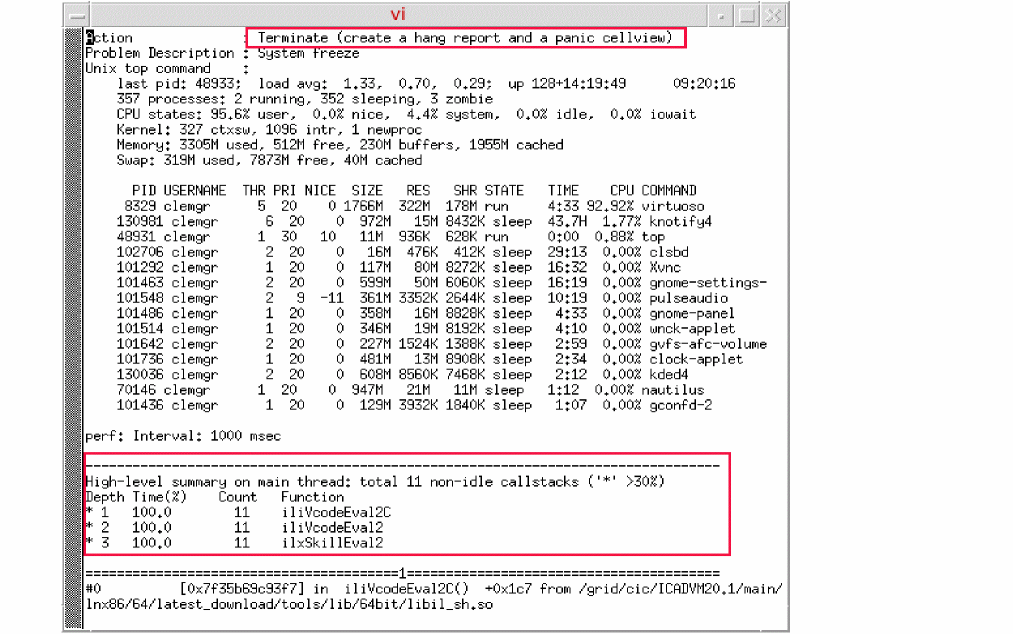 vi
Action : Terminate (create a hang report and a panic cellview)
Problem Description : System freeze
Unix top command :
last pid: 48933; load avg: 1.33, 0.70, 0.29; up 128+14:19:49 09:20:16
357 processes: 2 running, 352 sleeping, 3 zombie
CPU states: 95.6% user, 0.0% nice, 4.4% system, 0.0% idle, 0.0% iowait
Kernel: 327 ctxsw, 1096 intr, 1 newproc
Memory: 3305M used, 512M free, 230M buffers, 1955M cached
Swap: 319M used, 7873M free, 40M cached
PID USERNAME THR PRI NICE SIZE RES SHR STATE TIME CPU COMMAND
8329 clemgr 5 20 0 1766M 322M 178M run 4:33 92.92% virtuoso
130981 clemgr 6 20 0 972M 15M 8432K sleep 43.7H 1.77% knotify4
48931 clemgr 1 30 10 11M 936K 628K run 0:00 0.88% top
102706 clemgr 2 20 0 16M 476K 412K sleep 29:13 0.00% clsbd
101292 clemgr 1 20 0 117M 80M 8272K sleep 16:32 0.00% Xvnc
101463 clemgr 2 20 0 599M 50M 6060K sleep 16:19 0.00% gnome-settings-
101548 clemgr 2 9 -11 361M 3352K 2644K sleep 10:19 0.00% pulseaudio
101486 clemgr 1 20 0 358M 16M 8828K sleep 4:33 0.00% gnome-panel
101514 clemgr 1 20 0 346M 19M 8192K sleep 4:10 0.00% wnck-applet
101642 clemgr 2 20 0 227M 1524K 1388K sleep 2:59 0.00% gvfs-afc-volume
101736 clemgr 1 20 0 481M 13M 8908K sleep 2:34 0.00% clock-applet
130036 clemgr 2 20 0 608M 8560K 7468K sleep 2:12 0.00% kded4
70146 clemgr 1 20 0 947M 21M 11M sleep 1:12 0.00% nautilus
101436 clemgr 1 20 0 129M 3932K 1840K sleep 1:07 0.00% gconfd-2
perf: Interval: 1000 msec
--------------------------------------------------------------------------------
High-level summary on main thread: total 11 non-idle callstacks ('*' >30%)
Depth Time(%) Count Function
* 1 100.0 11 iliVcodeEval2C
* 2 100.0 11 iliVcodeEval2
* 3 100.0 11 ilxSkillEval2
========================================1========================================
#0 [0x7f35b69c93f7] in iliVcodeEval2C() +0x1c7 from /grid/cic/ICADVM20.1/main/
lnx86/64/latest_download/tools/lib/64bit/libil_sh.so